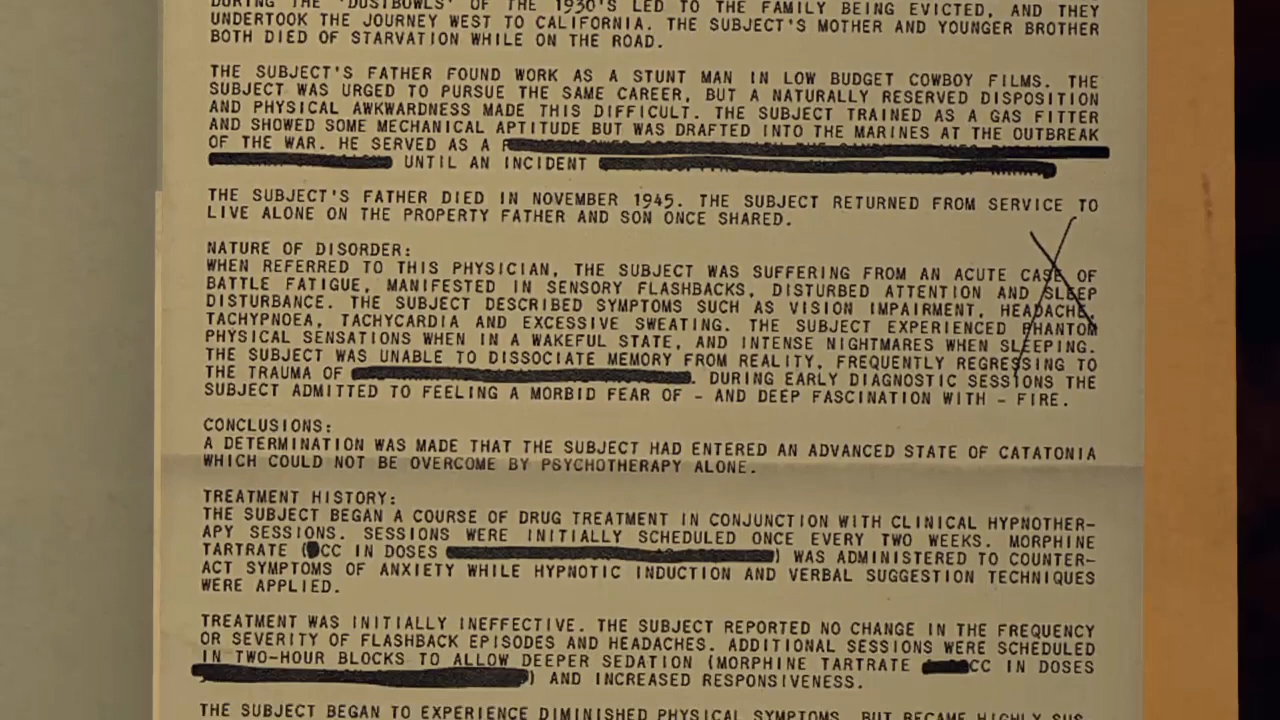 DURING THE 'DUSTBOWLS' OF THE 1930'S LED TO THE FAMILY BEING EVICTED, AND THEY
UNDERTOOK THE JOURNEY WEST TO CALIFORNIA. THE SUBJECT'S MOTHER AND YOUNGER BROTHER
BOTH DIED OF STARVATION WHILE ON THE ROAD.
THE SUBJECT'S FATHER FOUND WORK AS A STUNT MAN IN LOW BUDGET COWBOY FILMS. THE
SUBJECT WAS URGED TO PURSUE THE SAME CAREER, BUT A NATURALLY RESERVED DISPOSITION
AND PHYSICAL AWKWARDNESS MADE THIS DIFFICULT. THE SUBJECT TRAINED AS A GAS FITTER
AND SHOWED SOME MECHANICAL APTITUDE BUT WAS DRAFTED INTO THE MARINES AT THE OUTBREAK
OF THE WAR. HE SERVED AS A
UNTIL AN INCIDENT
THE SUBJECT'S FATHER DIED IN NOVEMBER 1945. THE SUBJECT RETURNED FROM SERVICE TO
LIVE ALONE ON THE PROPERTY FATHER AND SON ONCE SHARED.
NATURE OF DISORDER:
WHEN REFERRED TO THIS PHYSICIAN, THE SUBJECT WAS SUFFERING FROM AN ACUTE CASE OF
BATTLE FATIGUE, MANIFESTED IN SENSORY FLASHBACKS, DISTURBED ATTENTION AND SLEEP
DISTURBANCE. THE SUBJECT DESCRIBED SYMPTOMS SUCH AS VISION IMPAIRMENT, HEADACHE,
TACHYPNOEA, TACHYCARDIA AND EXCESSIVE SWEATING. THE SUBJECT EXPERIENCED PHANTOM
PHYSICAL SENSATIONS WHEN IN A WAKEFUL STATE, AND INTENSE NIGHTMARES WHEN SLEEPING.
THE SUBJECT WAS UNABLE TO DISSOCIATE MEMORY FROM REALITY, FREQUENTLY REGRESSING TO
THE TRAUMA OF . DURING EARLY DIAGNOSTIC SESSIONS THE
SUBJECT ADMITTED TO FEELING A MORBID FEAR OF - AND DEEP FASCINATION WITH - FIRE.
CONCLUSIONS:
A DETERMINATION WAS MADE THAT THE SUBJECT HAD ENTERED AN ADVANCED STATE OF CATATONIA
WHICH COULD NOT BE OVERCOME BY PSYCHOTHERAPY ALONE.
TREATMENT HISTORY:
THE SUBJECT BEGAN A COURSE OF DRUG TREATMENT IN CONJUNCTION WITH CLINICAL HYPNOTHER-
APY SESSIONS. SESSIONS WERE INITIALLY SCHEDULED ONCE EVERY TWO WEEKS. MORPHINE
TARTRATE ( CC IN DOSES ) WAS ADMINISTERED TO COUNTER-
ACT SYMPTOMS OF ANXIETY WHILE HYPNOTIC INDUCTION AND VERBAL SUGGESTION TECHNIQUES
WERE APPLIED.
TREATMENT WAS INITIALLY INEFFECTIVE. THE SUBJECT REPORTED NO CHANGE IN THE FREQUENCY
OR SEVERITY OF FLASHBACK EPISODES AND HEADACHES. ADDITIONAL SESSIONS WERE SCHEDULED
IN TWO-HOUR BLOCKS TO ALLOW DEEPER SEDATION (MORPHINE TARTRATE CC IN DOSES
) AND INCREASED RESPONSIVENESS.
THE SUBJECT BEGAN TO EXPERIENCE DIMINISHED PHYSICAL SYMPTOMS, BUT BECAME HIGHLY SUS-